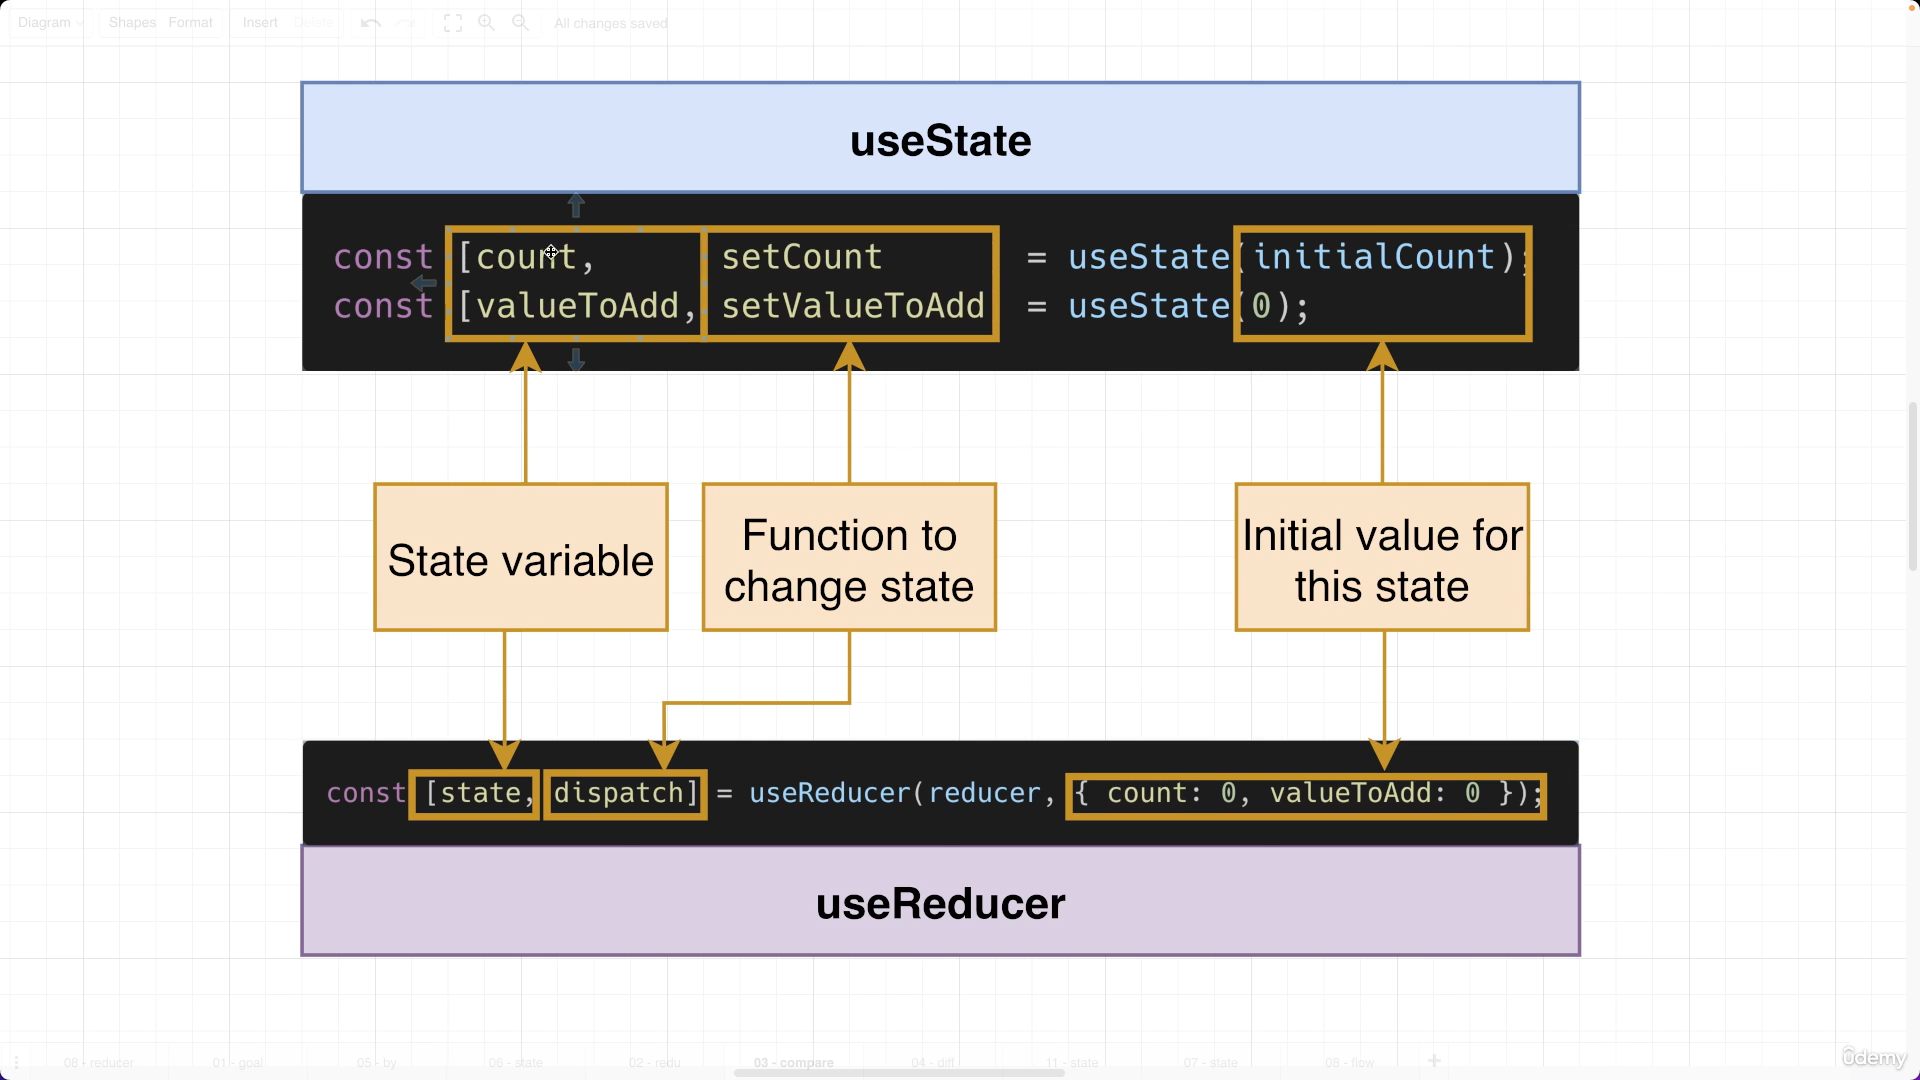 Diagram Shapes Format Insert Delete All changes saved
useState
const [count, setCount = useState(initialCount);
const [valueToAdd, setValueToAdd = useState(0);
State variable
Function to
change state
Initial value for
this state
const [state, dispatch] = useReducer(reducer, { count: 0, valueToAdd: 0 });
useReducer
08 - reducer 01 - goal 05 - by 06 - state 02 - redu 03 - compare 04 - diff 11 - state 07 - state 08 - flow
ûdemy